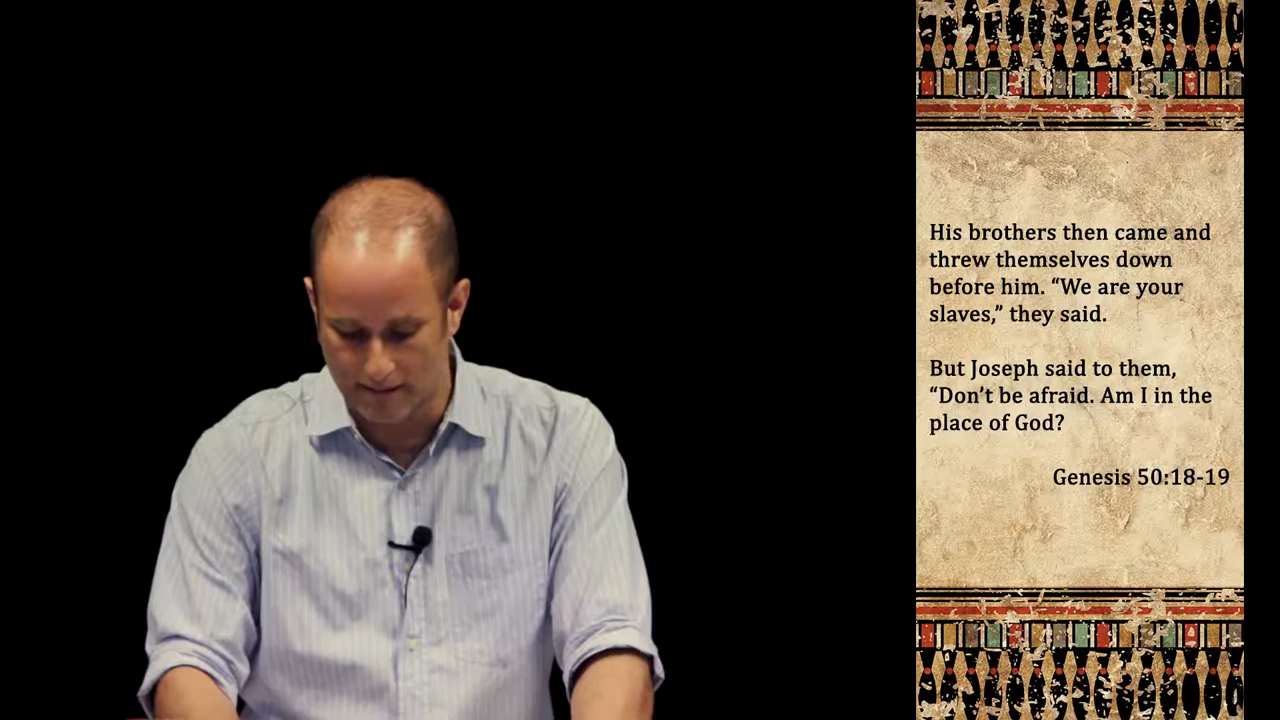 His brothers then came and
threw themselves down
before him. “We are your
slaves,” they said.
But Joseph said to them,
“Don’t be afraid. Am I in the
place of God?
Genesis 50:18-19